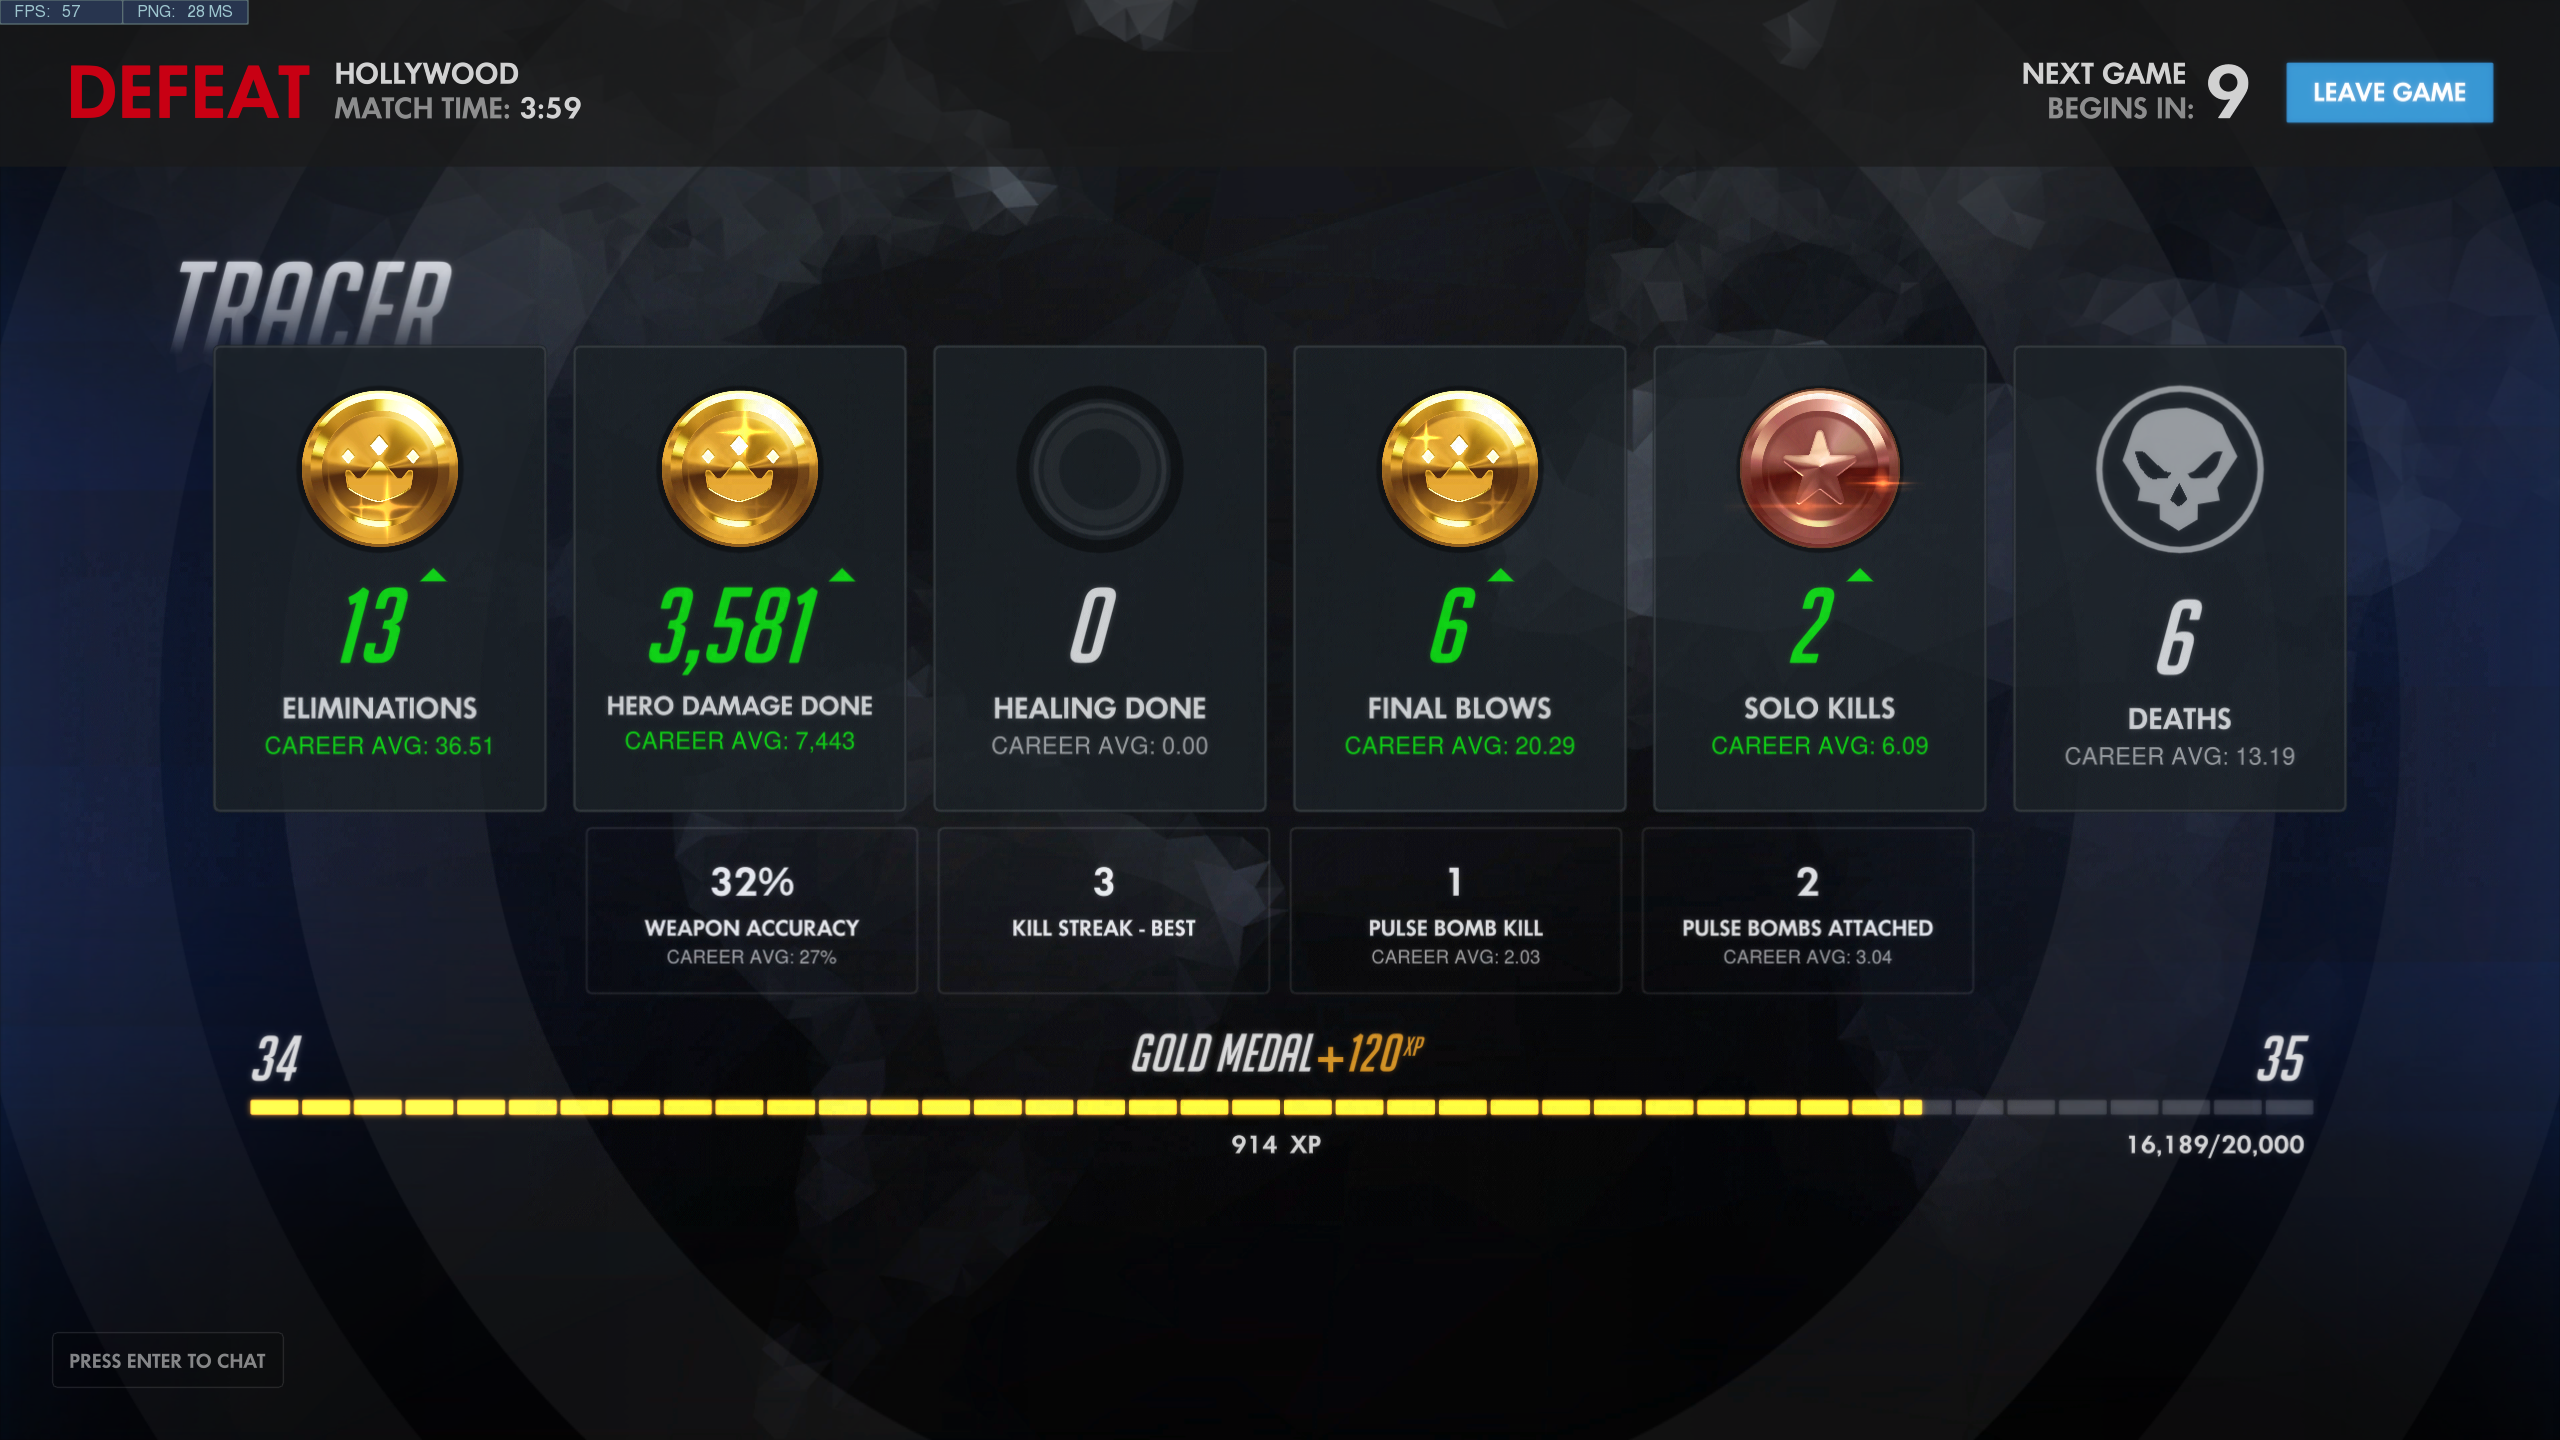 FPS: 57 PNG: 28 MS
DEFEAT
HOLLYWOOD
MATCH TIME: 3:59
NEXT GAME
BEGINS IN: 9
LEAVE GAME
TRACER
13
ELIMINATIONS
CAREER AVG: 36.51
3,581
HERO DAMAGE DONE
CAREER AVG: 7,443
0
HEALING DONE
CAREER AVG: 0.00
6
FINAL BLOWS
CAREER AVG: 20.29
2
SOLO KILLS
CAREER AVG: 6.09
6
DEATHS
CAREER AVG: 13.19
32%
WEAPON ACCURACY
CAREER AVG: 27%
3
KILL STREAK - BEST
1
PULSE BOMB KILL
CAREER AVG: 2.03
2
PULSE BOMBS ATTACHED
CAREER AVG: 3.04
34
GOLD MEDAL +120 XP
35
914 XP
16,189/20,000
PRESS ENTER TO CHAT